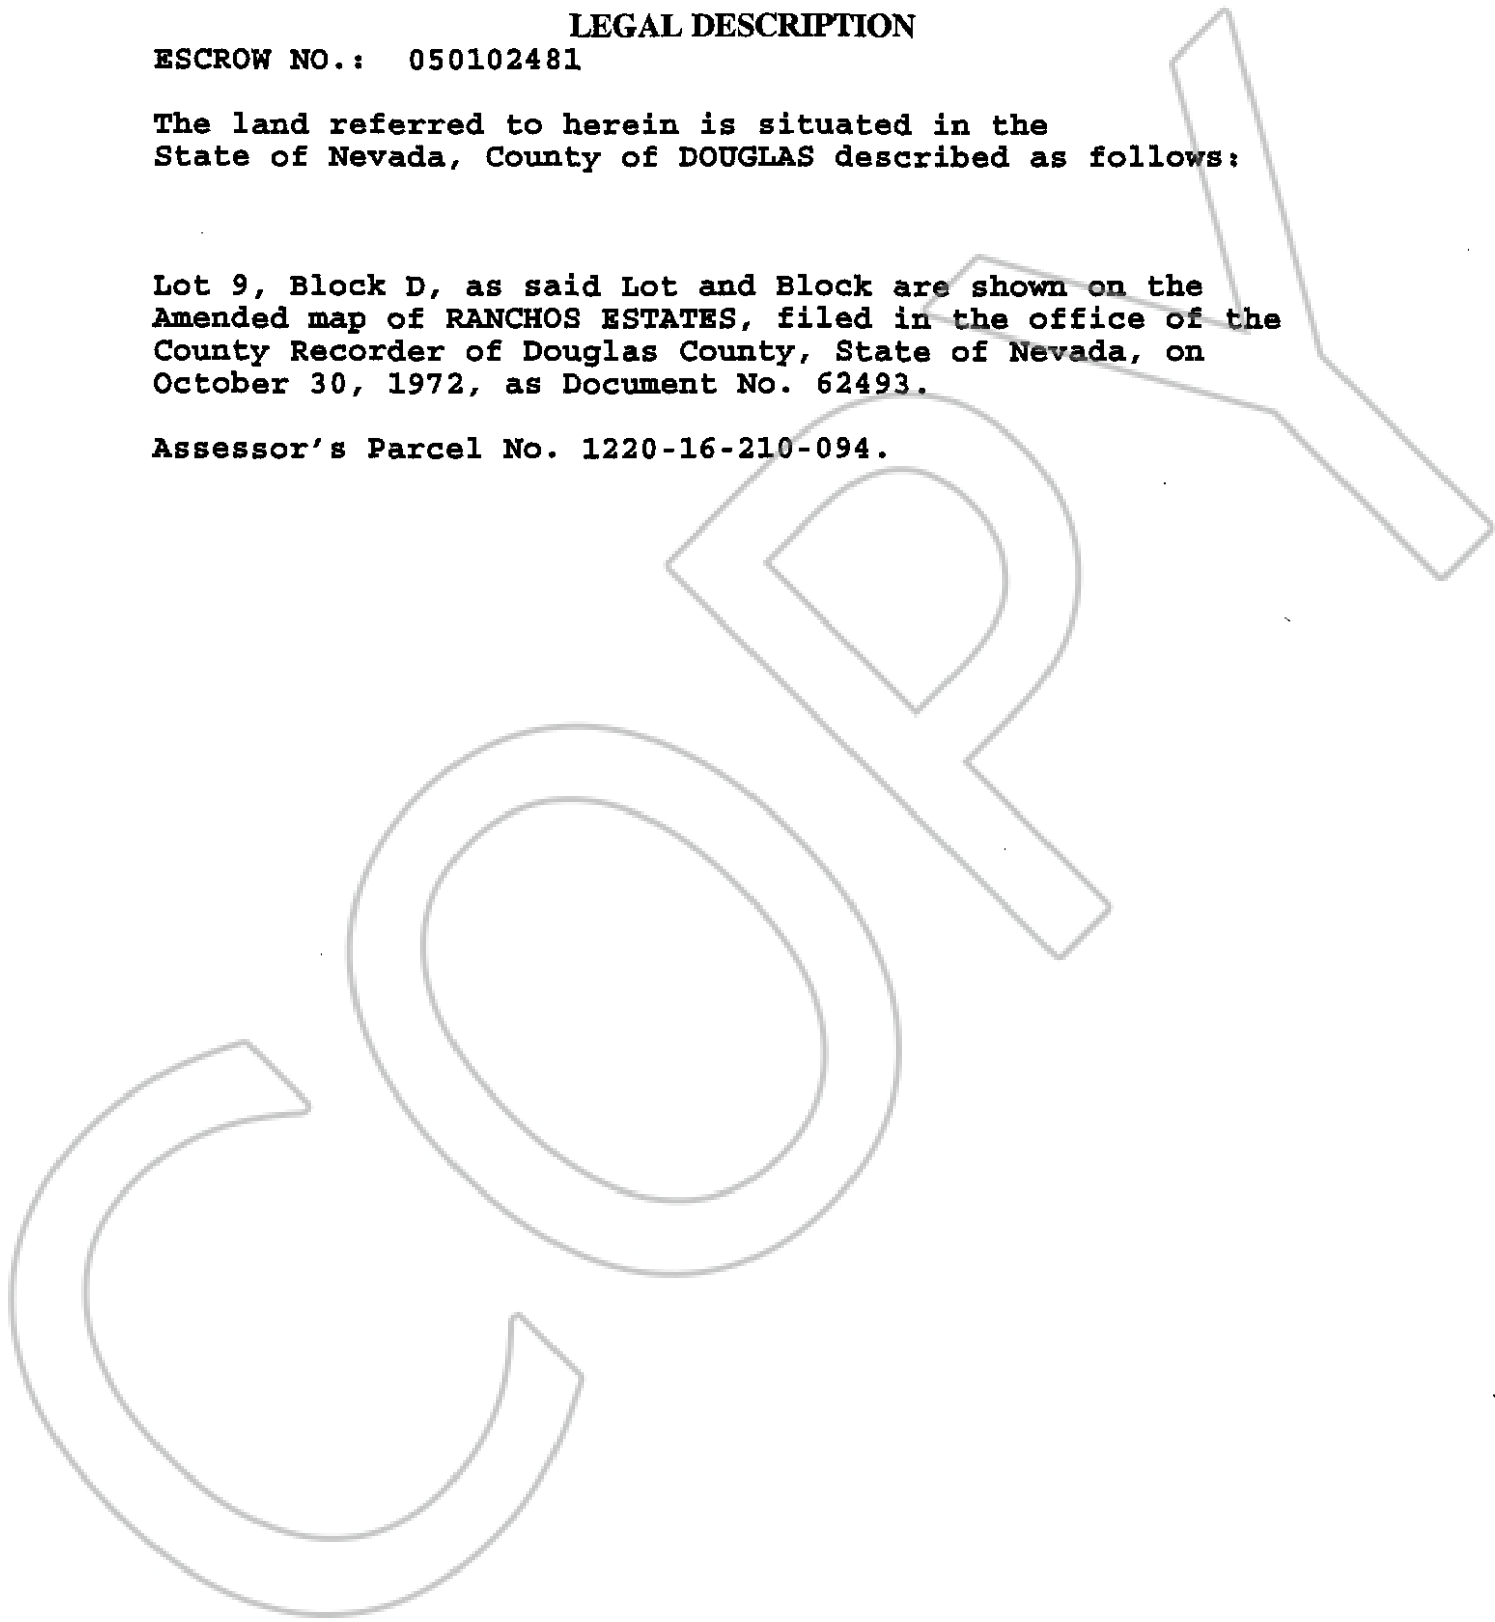 LEGAL DESCRIPTION
ESCROW NO.: 050102481
The land referred to herein is situated in the
State of Nevada, County of DOUGLAS described as follows:
Lot 9, Block D, as said Lot and Block are shown on the
Amended map of RANCHOS ESTATES, filed in the office of the
County Recorder of Douglas County, State of Nevada, on
October 30, 1972, as Document No. 62493.
Assessor's Parcel No. 1220-16-210-094.
COPY